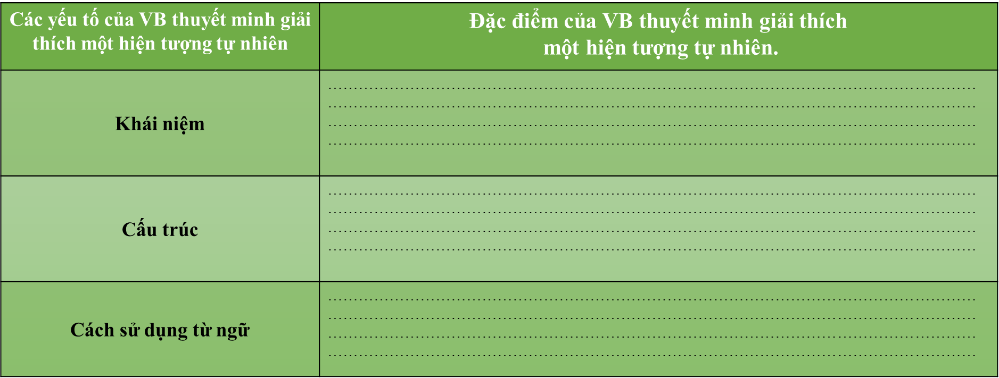 Các yếu tố của VB thuyết minh giải
thích một hiện tượng tự nhiên
Đặc điểm của VB thuyết minh giải thích
một hiện tượng tự nhiên.
Khái niệm
Cấu trúc
Cách sử dụng từ ngữ